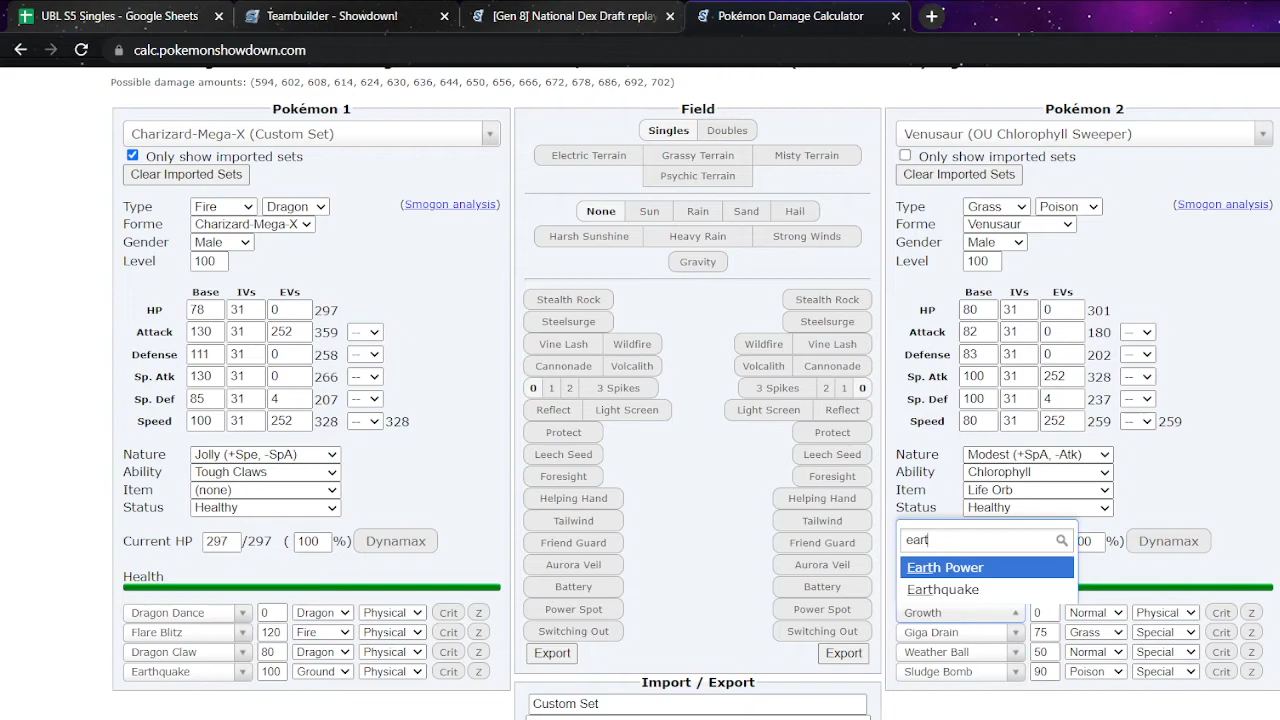 UBL S5 Singles - Google Sheets × Teambuilder - Showdown! × [Gen 8] National Dex Draft replay × Pokémon Damage Calculator × +
calc.pokemonshowdown.com
Possible damage amounts: (594, 602, 608, 614, 624, 630, 636, 644, 650, 656, 666, 672, 678, 686, 692, 702)
Pokémon 1
Charizard-Mega-X (Custom Set)
Only show imported sets
Clear Imported Sets
Type Fire Dragon (Smogon analysis)
Forme Charizard-Mega-X
Gender Male
Level 100
Base IVs EVs
HP 78 31 0 297
Attack 130 31 252 359 --
Defense 111 31 0 258 --
Sp. Atk 130 31 0 266 --
Sp. Def 85 31 4 207 --
Speed 100 31 252 328 -- 328
Nature Jolly (+Spe, -SpA)
Ability Tough Claws
Item (none)
Status Healthy
Current HP 297 /297 ( 100 %) Dynamax
Health
Dragon Dance 0 Dragon Physical Crit Z
Flare Blitz 120 Fire Physical Crit Z
Dragon Claw 80 Dragon Physical Crit Z
Earthquake 100 Ground Physical Crit Z
Field
Singles Doubles
Electric Terrain Grassy Terrain Misty Terrain
Psychic Terrain
None Sun Rain Sand Hail
Harsh Sunshine Heavy Rain Strong Winds
Gravity
Stealth Rock Stealth Rock
Steelsurge Steelsurge
Vine Lash Wildfire Wildfire Vine Lash
Cannonade Volcalith Volcalith Cannonade
0 1 2 3 Spikes 3 Spikes 2 1 0
Reflect Light Screen Light Screen Reflect
Protect Protect
Leech Seed Leech Seed
Foresight Foresight
Helping Hand Helping Hand
Tailwind Tailwind
Friend Guard Friend Guard
Aurora Veil Aurora Veil
Battery Battery
Power Spot Power Spot
Switching Out Switching Out
Export Export
Import / Export
Custom Set
Pokémon 2
Venusaur (OU Chlorophyll Sweeper)
Only show imported sets
Clear Imported Sets
Type Grass Poison (Smogon analysis)
Forme Venusaur
Gender Male
Level 100
Base IVs EVs
HP 80 31 0 301
Attack 82 31 0 180 --
Defense 83 31 0 202 --
Sp. Atk 100 31 252 328 --
Sp. Def 100 31 4 237 --
Speed 80 31 252 259 -- 259
Nature Modest (+SpA, -Atk)
Ability Chlorophyll
Item Life Orb
Status Healthy
eart 00 %) Dynamax
Earth Power
Earthquake
Growth 0 Normal Physical Crit Z
Giga Drain 75 Grass Special Crit Z
Weather Ball 50 Normal Special Crit Z
Sludge Bomb 90 Poison Special Crit Z